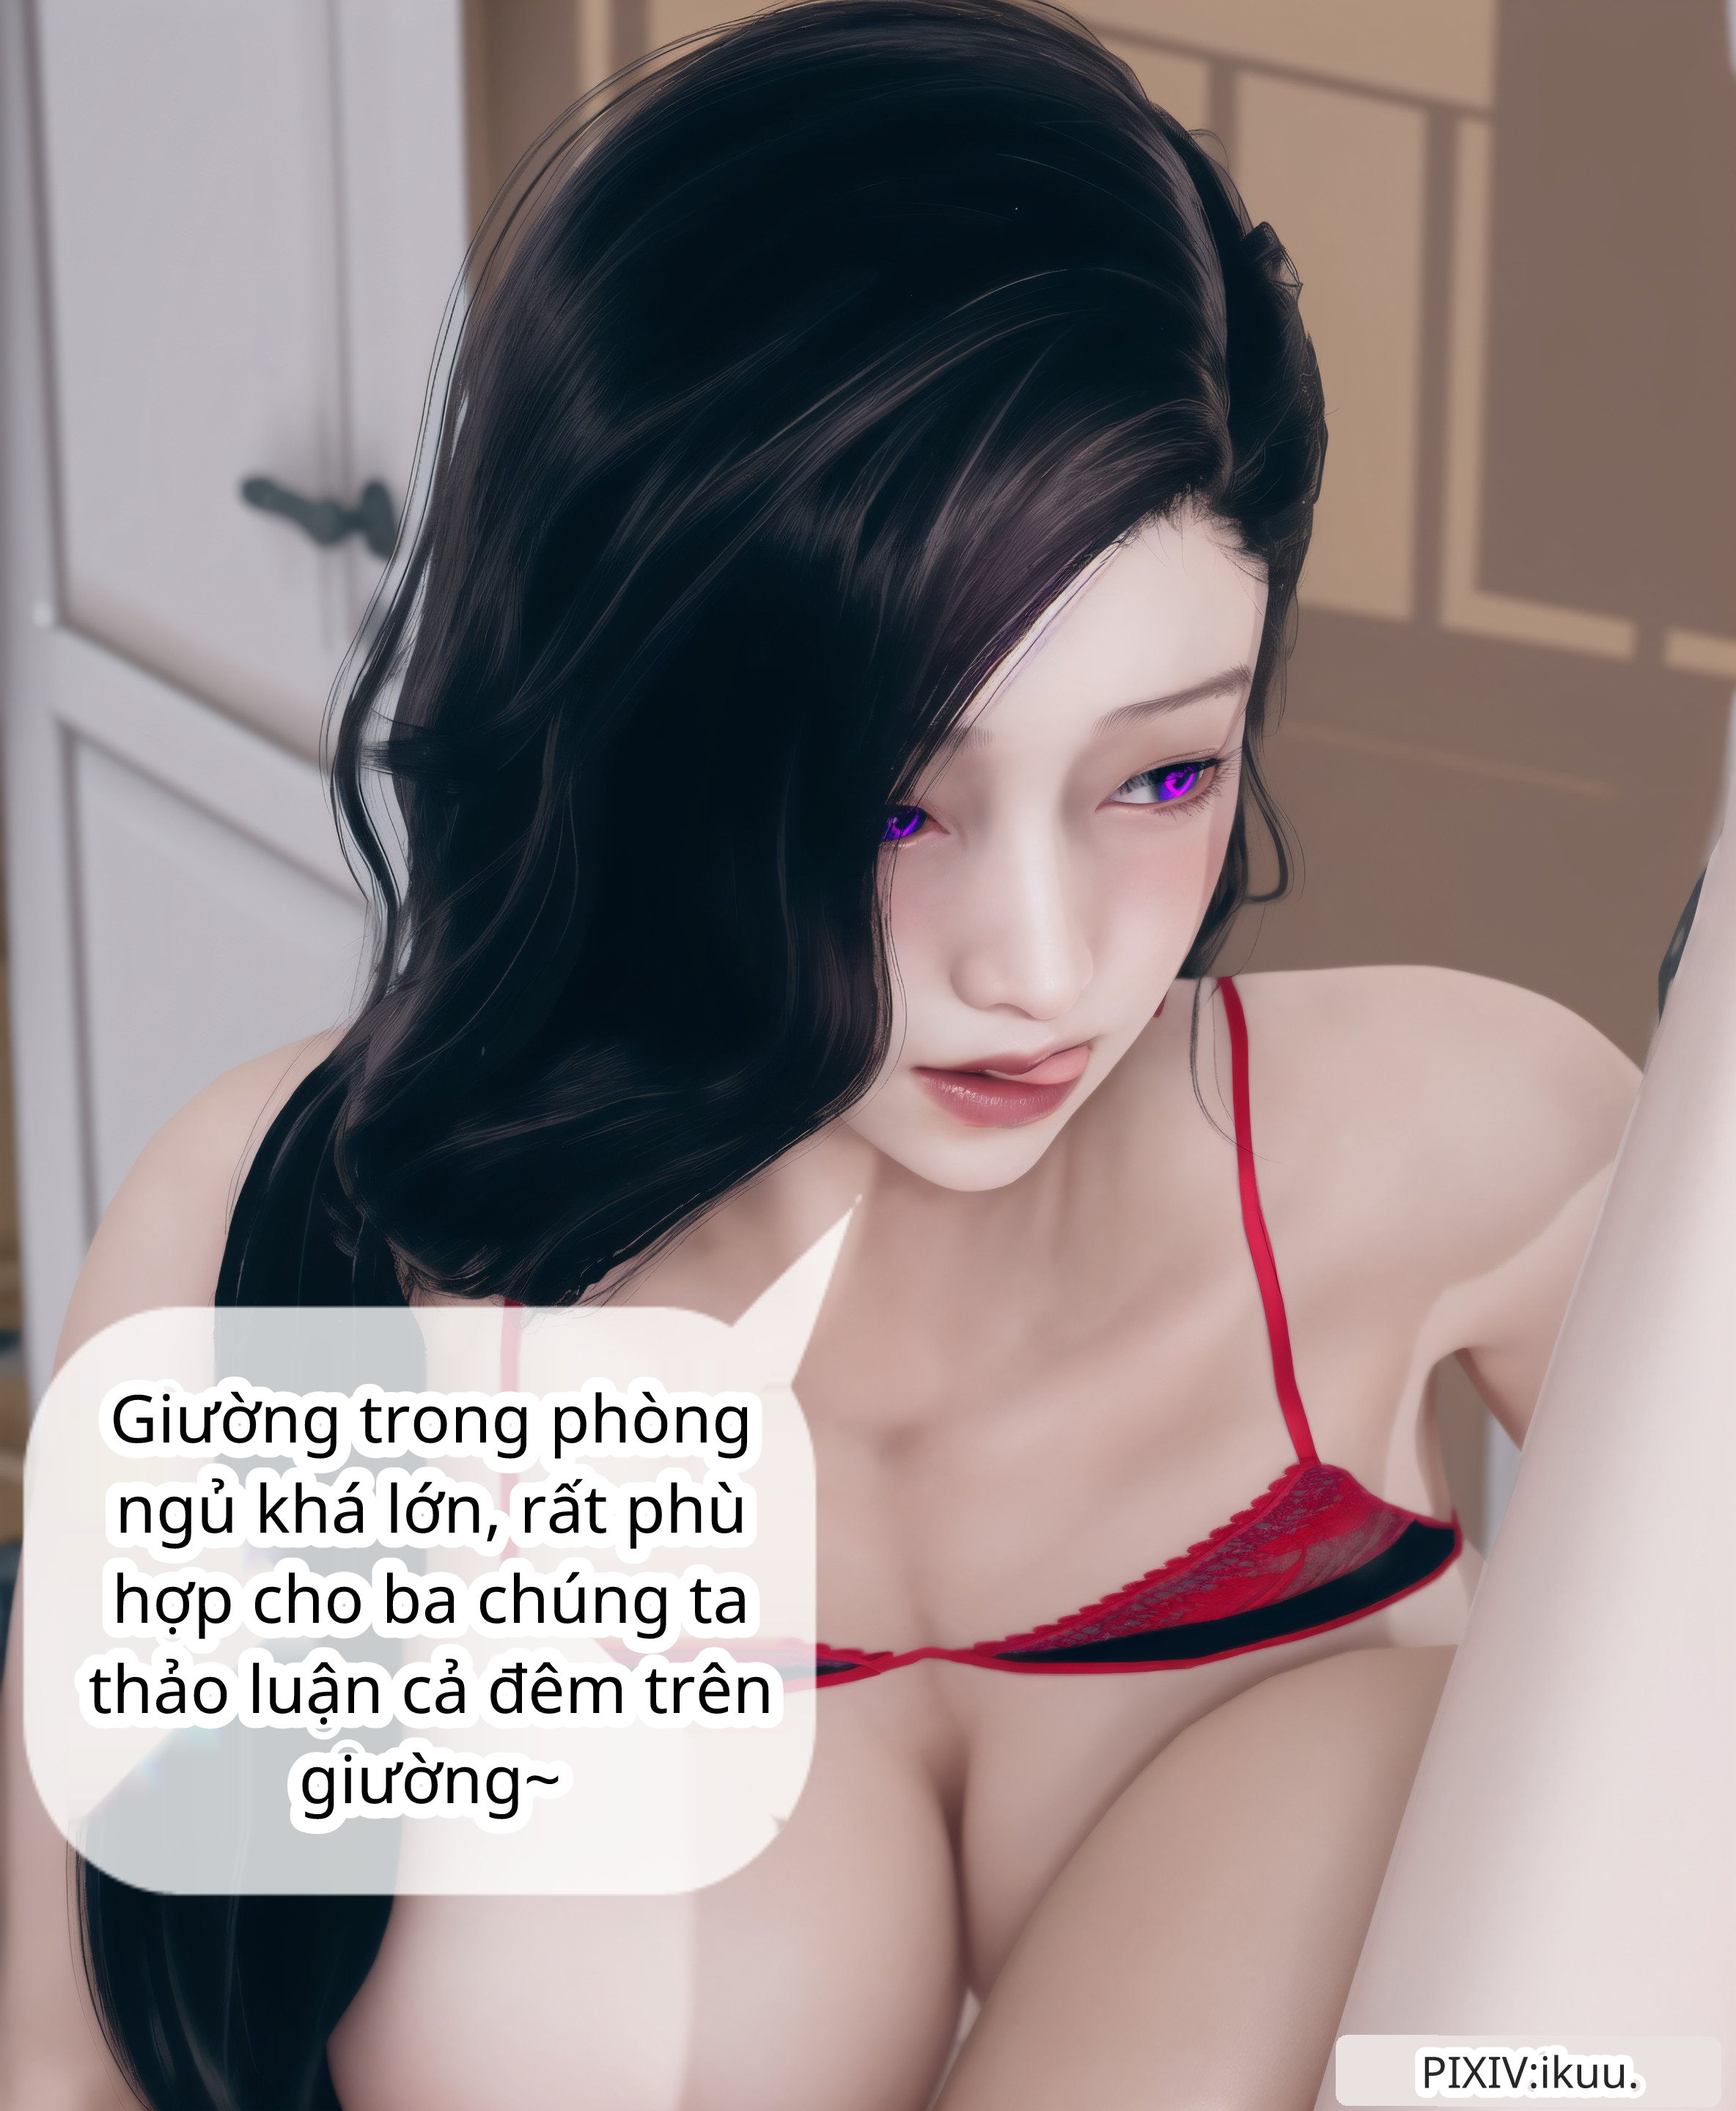 Giường trong phòng
ngủ khá lớn, rất phù
hợp cho ba chúng ta
thảo luận cả đêm trên
giường~
PIXIV:ikuu.